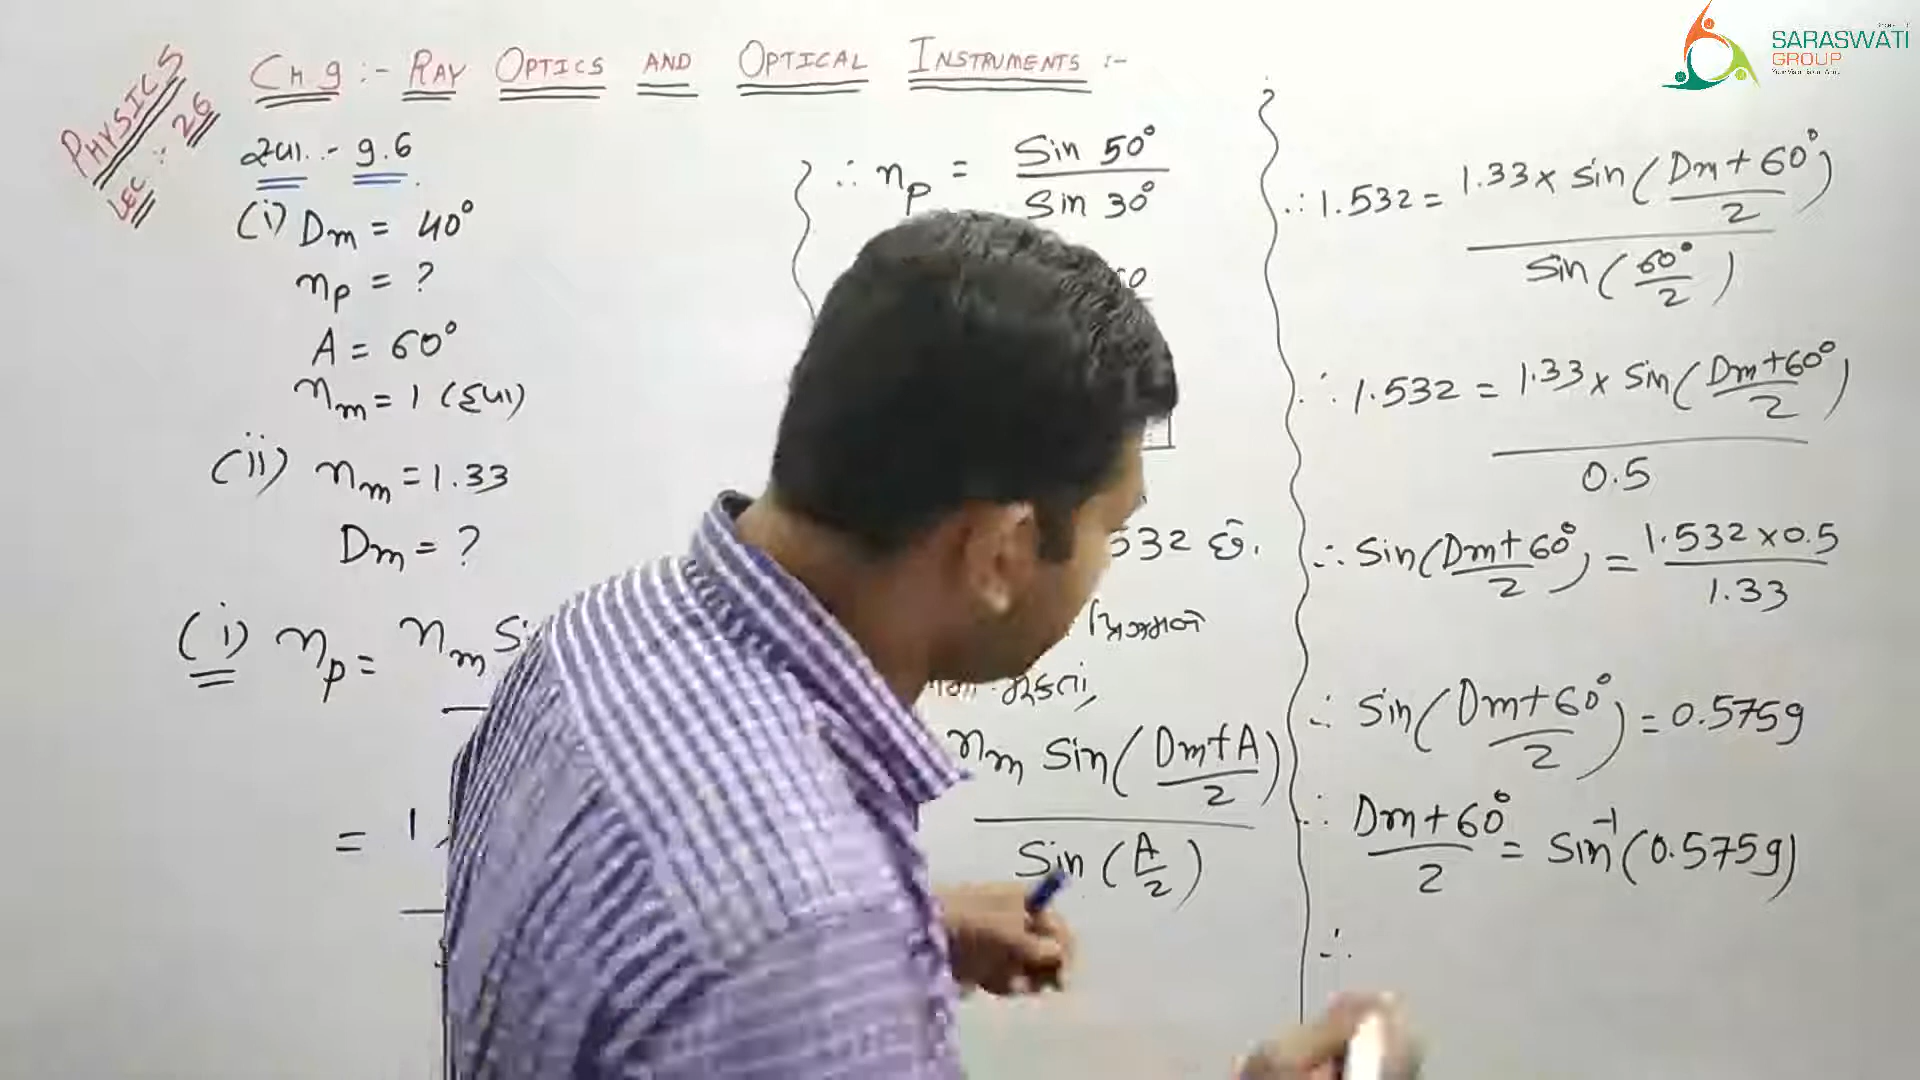 PHYSICS
LEC :- 26
CH 9 :- RAY OPTICS AND OPTICAL INSTRUMENTS :-
સ્વા. - 9.6
(i) Dm = 40°
np = ?
A = 60°
nm = 1 (હવા)
(ii) nm = 1.33
Dm = ?
(i) np = nm
= 1
∴ np = Sin 50° / Sin 30°
532 છે.
પ્રિઝમને
મૂકતાં,
nm Sin (Dm+A / 2)
Sin (A/2)
∴ 1.532 = 1.33 x sin (Dm + 60° / 2)
Sin (60° / 2)
∴ 1.532 = 1.33 x sin (Dm+60° / 2)
0.5
∴ Sin (Dm+60° / 2) = 1.532 x 0.5 / 1.33
∴ Sin (Dm+60° / 2) = 0.5759
∴ Dm+60° / 2 = Sin⁻¹ (0.5759)
∴
SARASWATI
GROUP